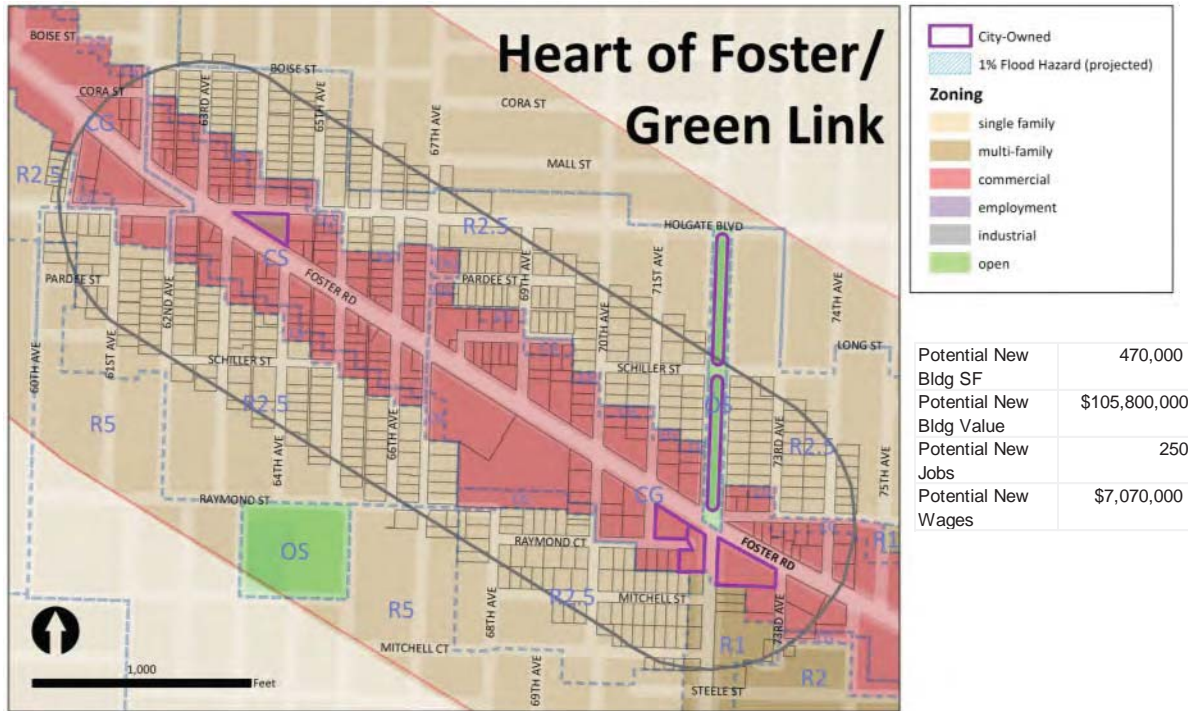 Heart of Foster/
Green Link
BOISE ST
BOISE ST
CORA ST
CORA ST
63RD AVE
65TH AVE
67TH AVE
MALL ST
CG
R2.5
R2.5
HOLGATE BLVD
CS
FOSTER RD
PARDEE ST
PARDEE ST
69TH AVE
71ST AVE
74TH AVE
62ND AVE
70TH AVE
60TH AVE
61ST AVE
SCHILLER ST
SCHILLER ST
LONG ST
R5
R2.5
OS
R2.5
64TH AVE
66TH AVE
73RD AVE
75TH AVE
RAYMOND ST
CG
OS
RAYMOND CT
FOSTER RD
R1
R5
68TH AVE
R2.5
MITCHELL ST
73RD AVE
MITCHELL CT
R1
R2
69TH AVE
STEELE ST
1,000
Feet
City-Owned
1% Flood Hazard (projected)
Zoning
single family
multi-family
commercial
employment
industrial
open
Potential New Bldg SF 470,000
Potential New Bldg Value $105,800,000
Potential New Jobs 250
Potential New Wages $7,070,000